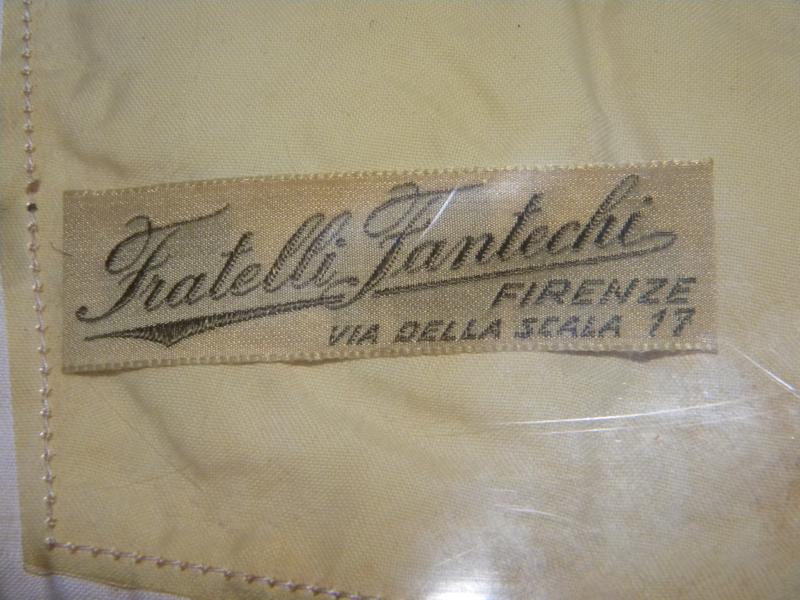 Fratelli Fantechi
FIRENZE
VIA DELLA SCALA 17